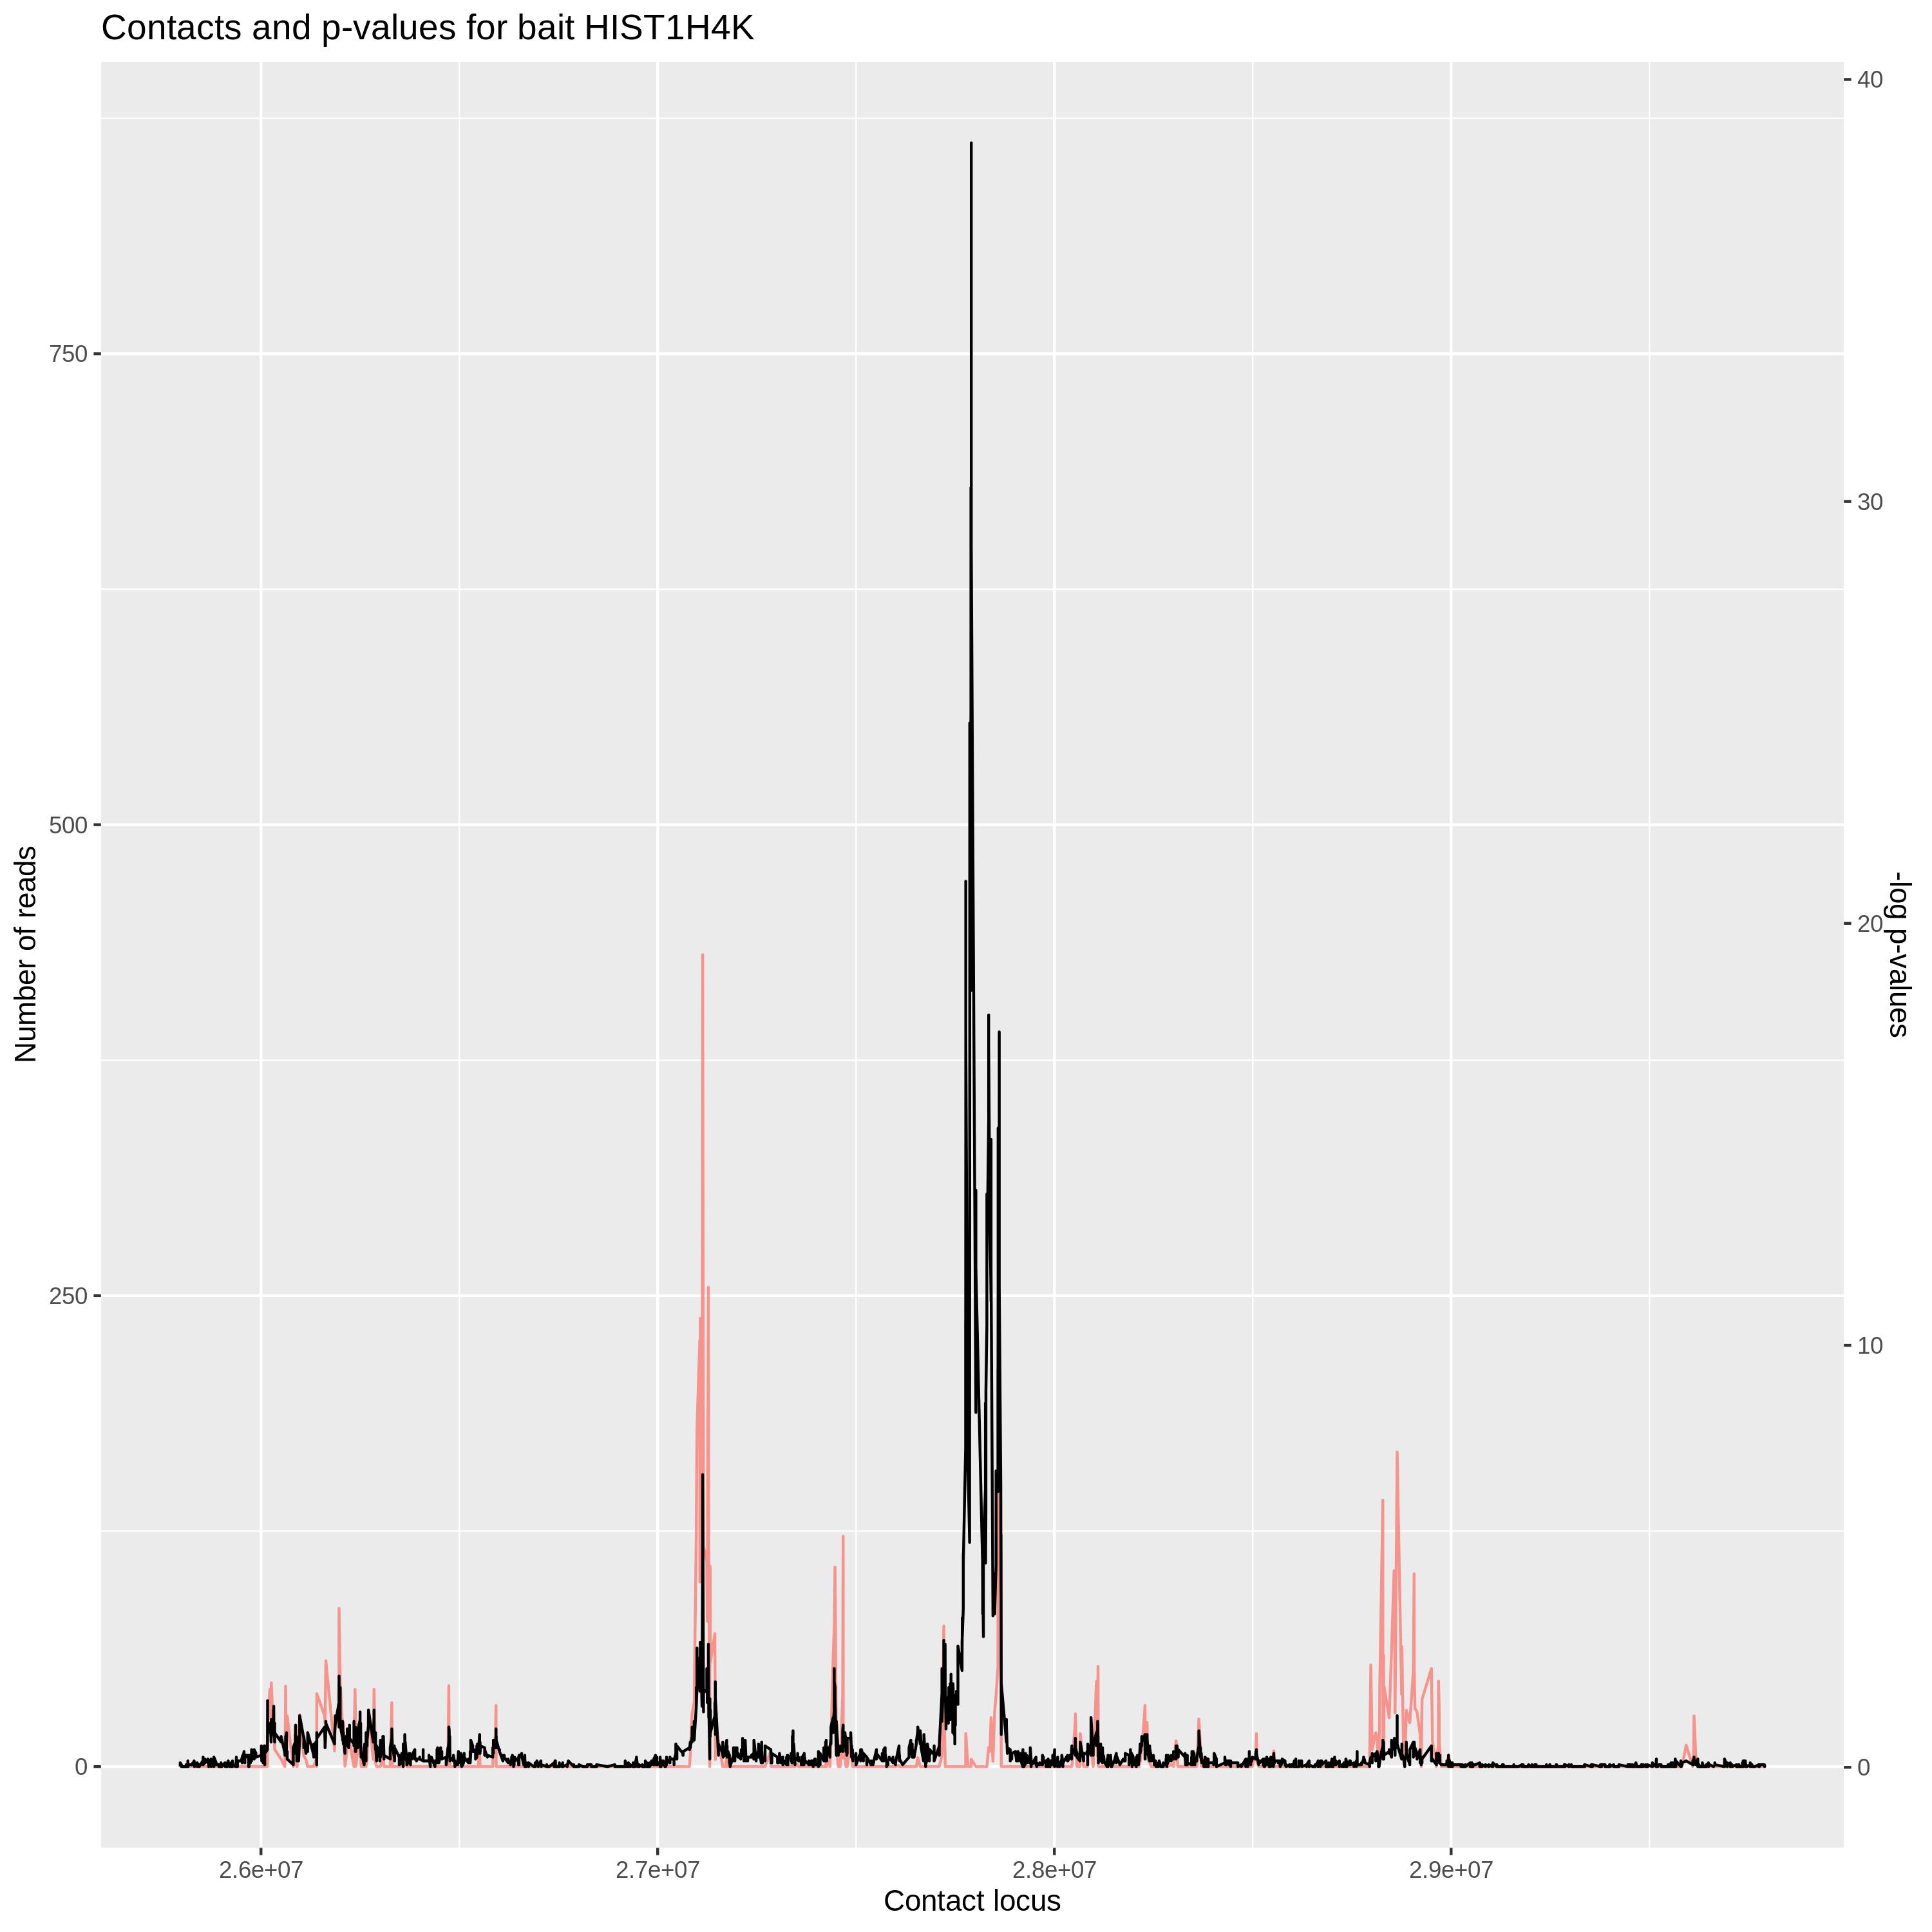 Contacts and p-values for bait HIST1H4K
40
750
30
500
20
250
10
0
0
Number of reads
-log p-values
2.6e+07
2.7e+07
2.8e+07
2.9e+07
Contact locus